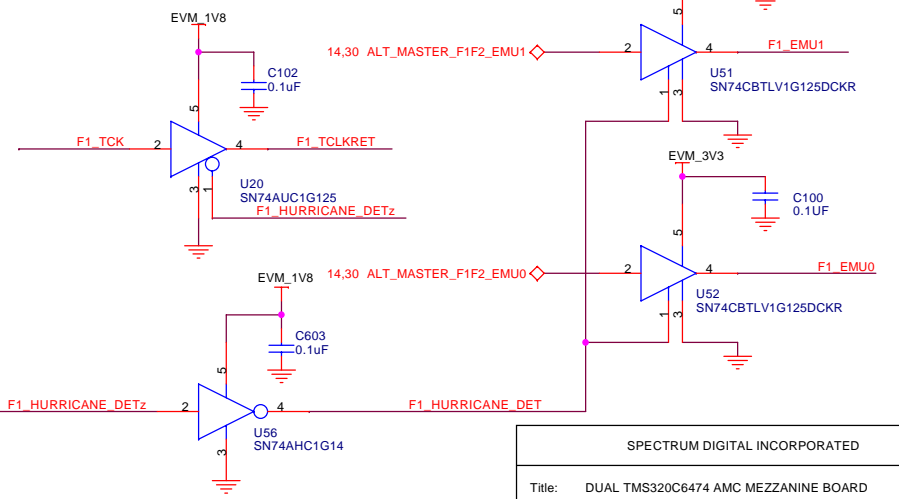 EVM_1V8
C102
0.1uF
5
F1_TCK
2
4
F1_TCLKRET
U20
SN74AUC1G125
3
1
F1_HURRICANE_DETz
5
14,30 ALT_MASTER_F1F2_EMU1
2
4
F1_EMU1
U51
SN74CBTLV1G125DCKR
1
3
EVM_3V3
C100
0.1UF
5
14,30 ALT_MASTER_F1F2_EMU0
2
4
F1_EMU0
U52
SN74CBTLV1G125DCKR
1
3
EVM_1V8
C603
0.1uF
5
F1_HURRICANE_DETz
2
4
F1_HURRICANE_DET
U56
SN74AHC1G14
3
SPECTRUM DIGITAL INCORPORATED
Title: DUAL TMS320C6474 AMC MEZZANINE BOARD